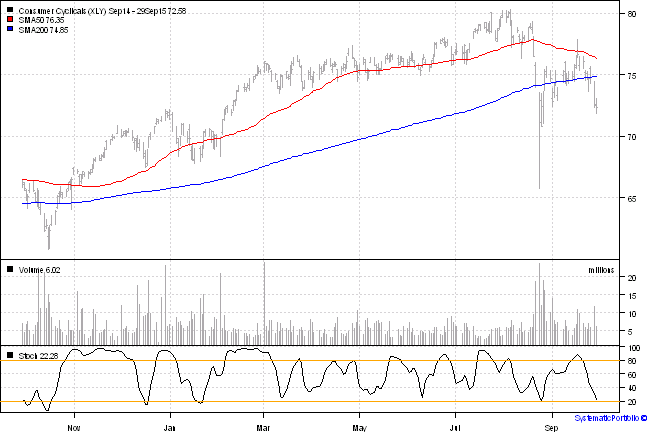 Consumer Cyclicals (XLY) Sep14 - 29Sep15 72.58
SMA50 76.35
SMA200 74.85
80
75
70
65
Volume 6.02
millions
20
15
10
5
Stoch 22.28
100
80
60
40
20
Nov
Jan
Mar
May
Jul
Sep
SystematicPortfolio ©